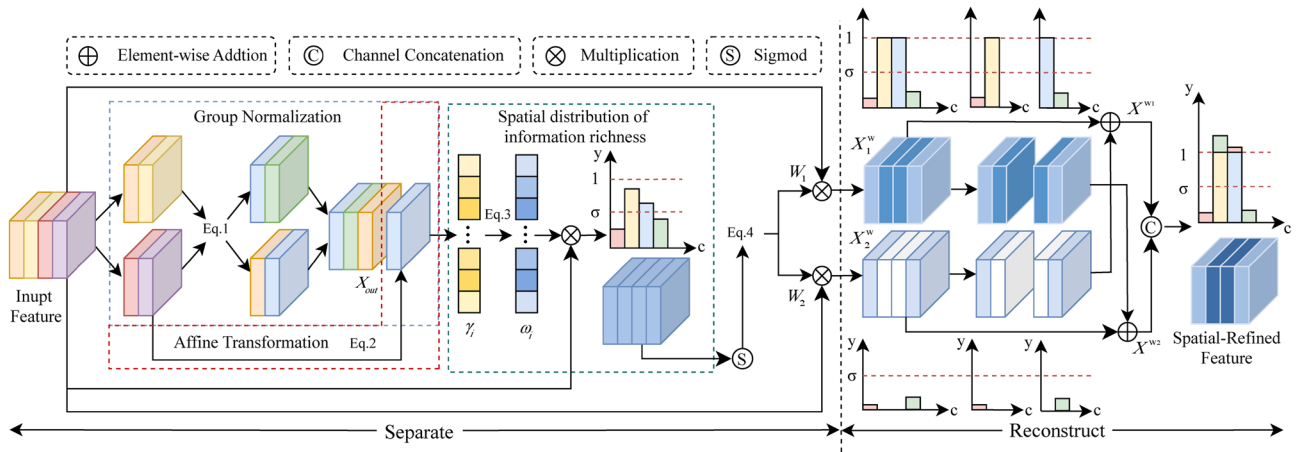 Element-wise Addtion
C Channel Concatenation
Multiplication
S Sigmod
Group Normalization
Inupt
Feature
Eq.1
X_out
Affine Transformation
Eq.2
Spatial distribution of
information richness
γ_i
Eq.3
ω_i
y
1
σ
c
S
Eq.4
W_1
W_2
Separate
1
σ
c
c
c
X_1^w
X^w1
X_2^w
X^w2
C
y
σ
c
y
c
y
c
Reconstruct
y
1
σ
c
Spatial-Refined
Feature